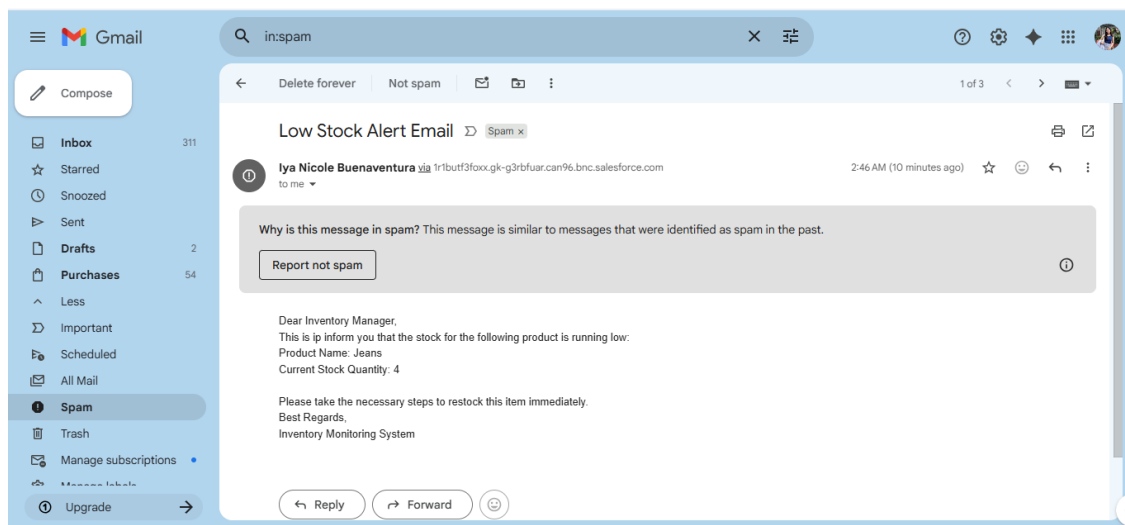 Gmail
in:spam
Compose
Delete forever
Not spam
1 of 3
Inbox 311
Starred
Snoozed
Sent
Drafts 2
Purchases 54
Less
Important
Scheduled
All Mail
Spam
Trash
Manage subscriptions
Manage labels
1 Upgrade
Low Stock Alert Email Spam x
Iya Nicole Buenaventura via 1r1butf3foxx.gk-g3rbfuar.can96.bnc.salesforce.com 2:46 AM (10 minutes ago)
to me
Why is this message in spam? This message is similar to messages that were identified as spam in the past.
Report not spam
Dear Inventory Manager,
This is ip inform you that the stock for the following product is running low:
Product Name: Jeans
Current Stock Quantity: 4
Please take the necessary steps to restock this item immediately.
Best Regards,
Inventory Monitoring System
Reply
Forward